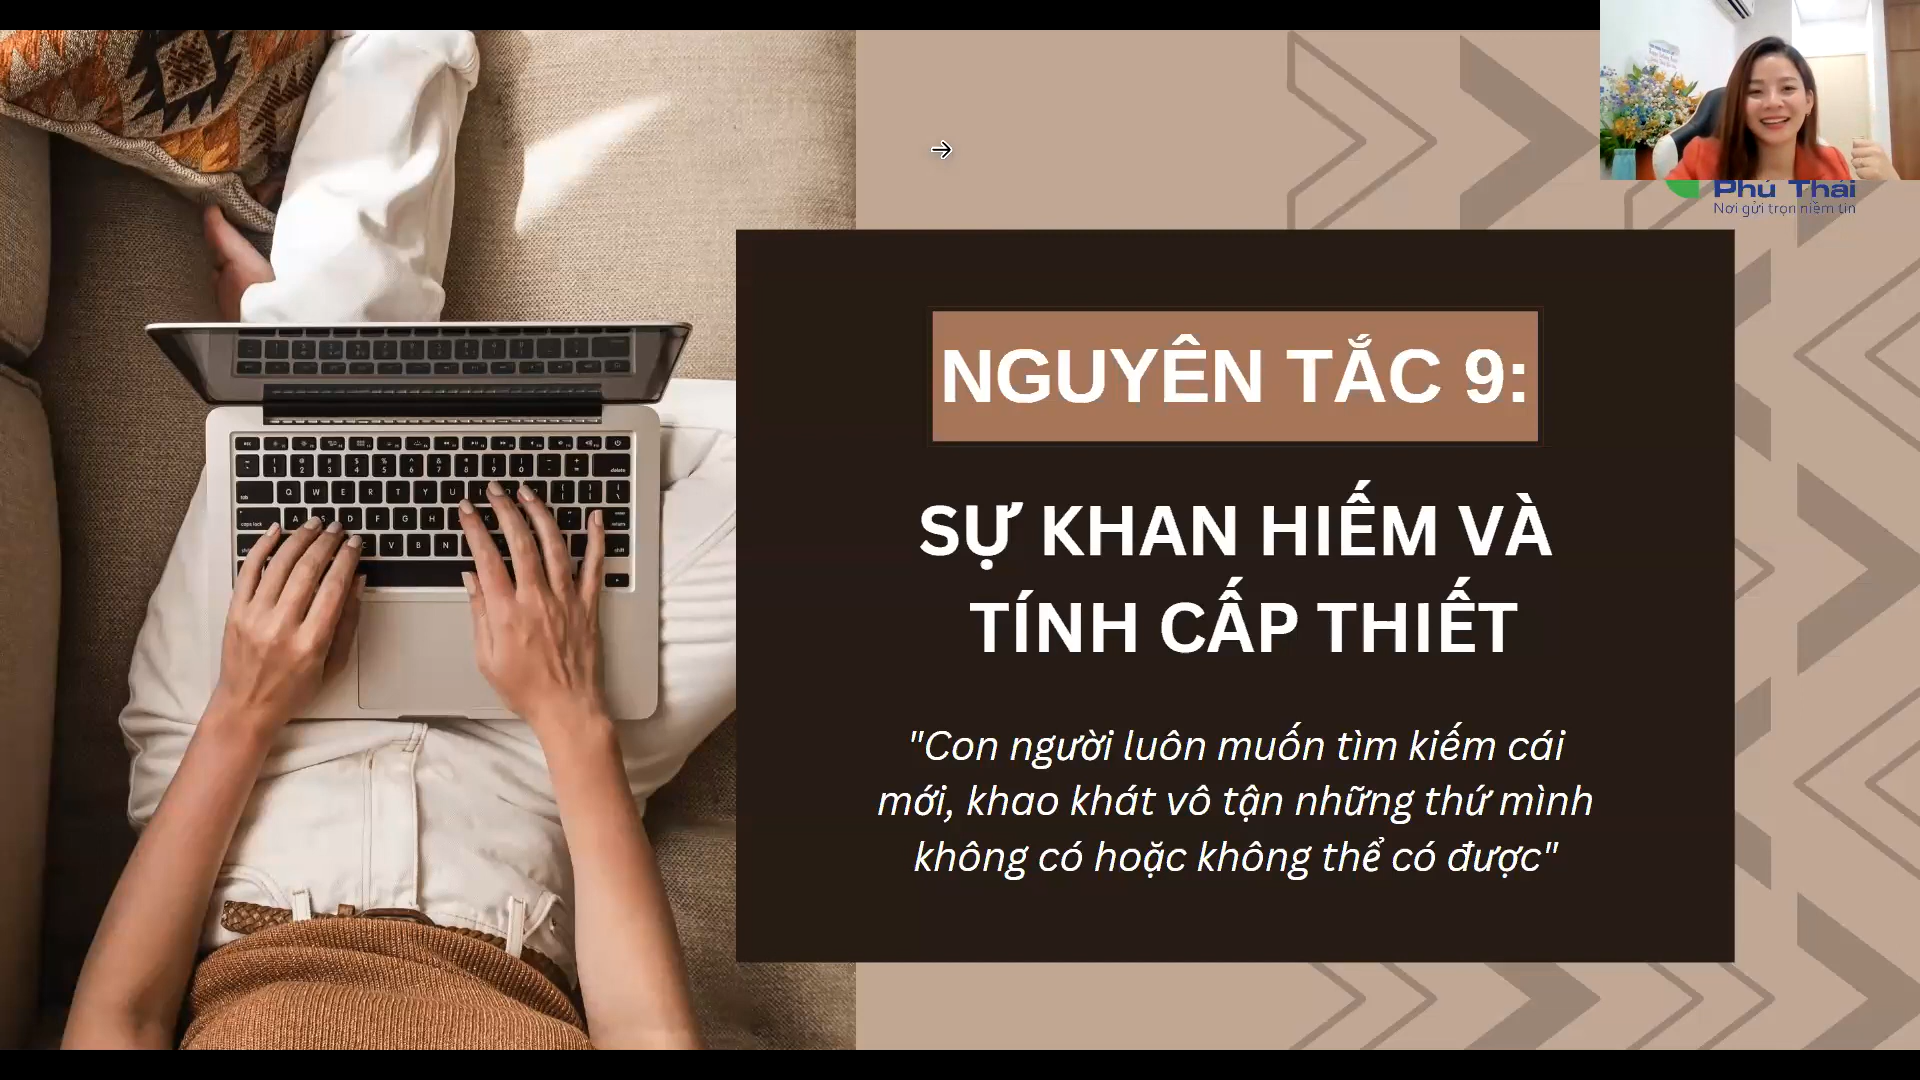 Phú Thái
Nơi gửi trọn niềm tin
NGUYÊN TẮC 9:
SỰ KHAN HIẾM VÀ
TÍNH CẤP THIẾT
"Con người luôn muốn tìm kiếm cái
mới, khao khát vô tận những thứ mình
không có hoặc không thể có được"